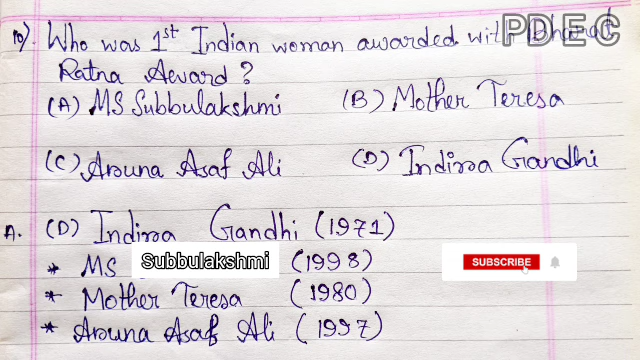 PDEC
10). Who was 1st Indian woman awarded with Bharat
Ratna Award?
(A) MS Subbulakshmi (B) Mother Teresa
(C) Aruna Asaf Ali (D) Indira Gandhi
A. (D) Indira Gandhi (1971)
* MS Subbulakshmi (1998)
SUBSCRIBE
* Mother Teresa (1980)
* Aruna Asaf Ali (1997)